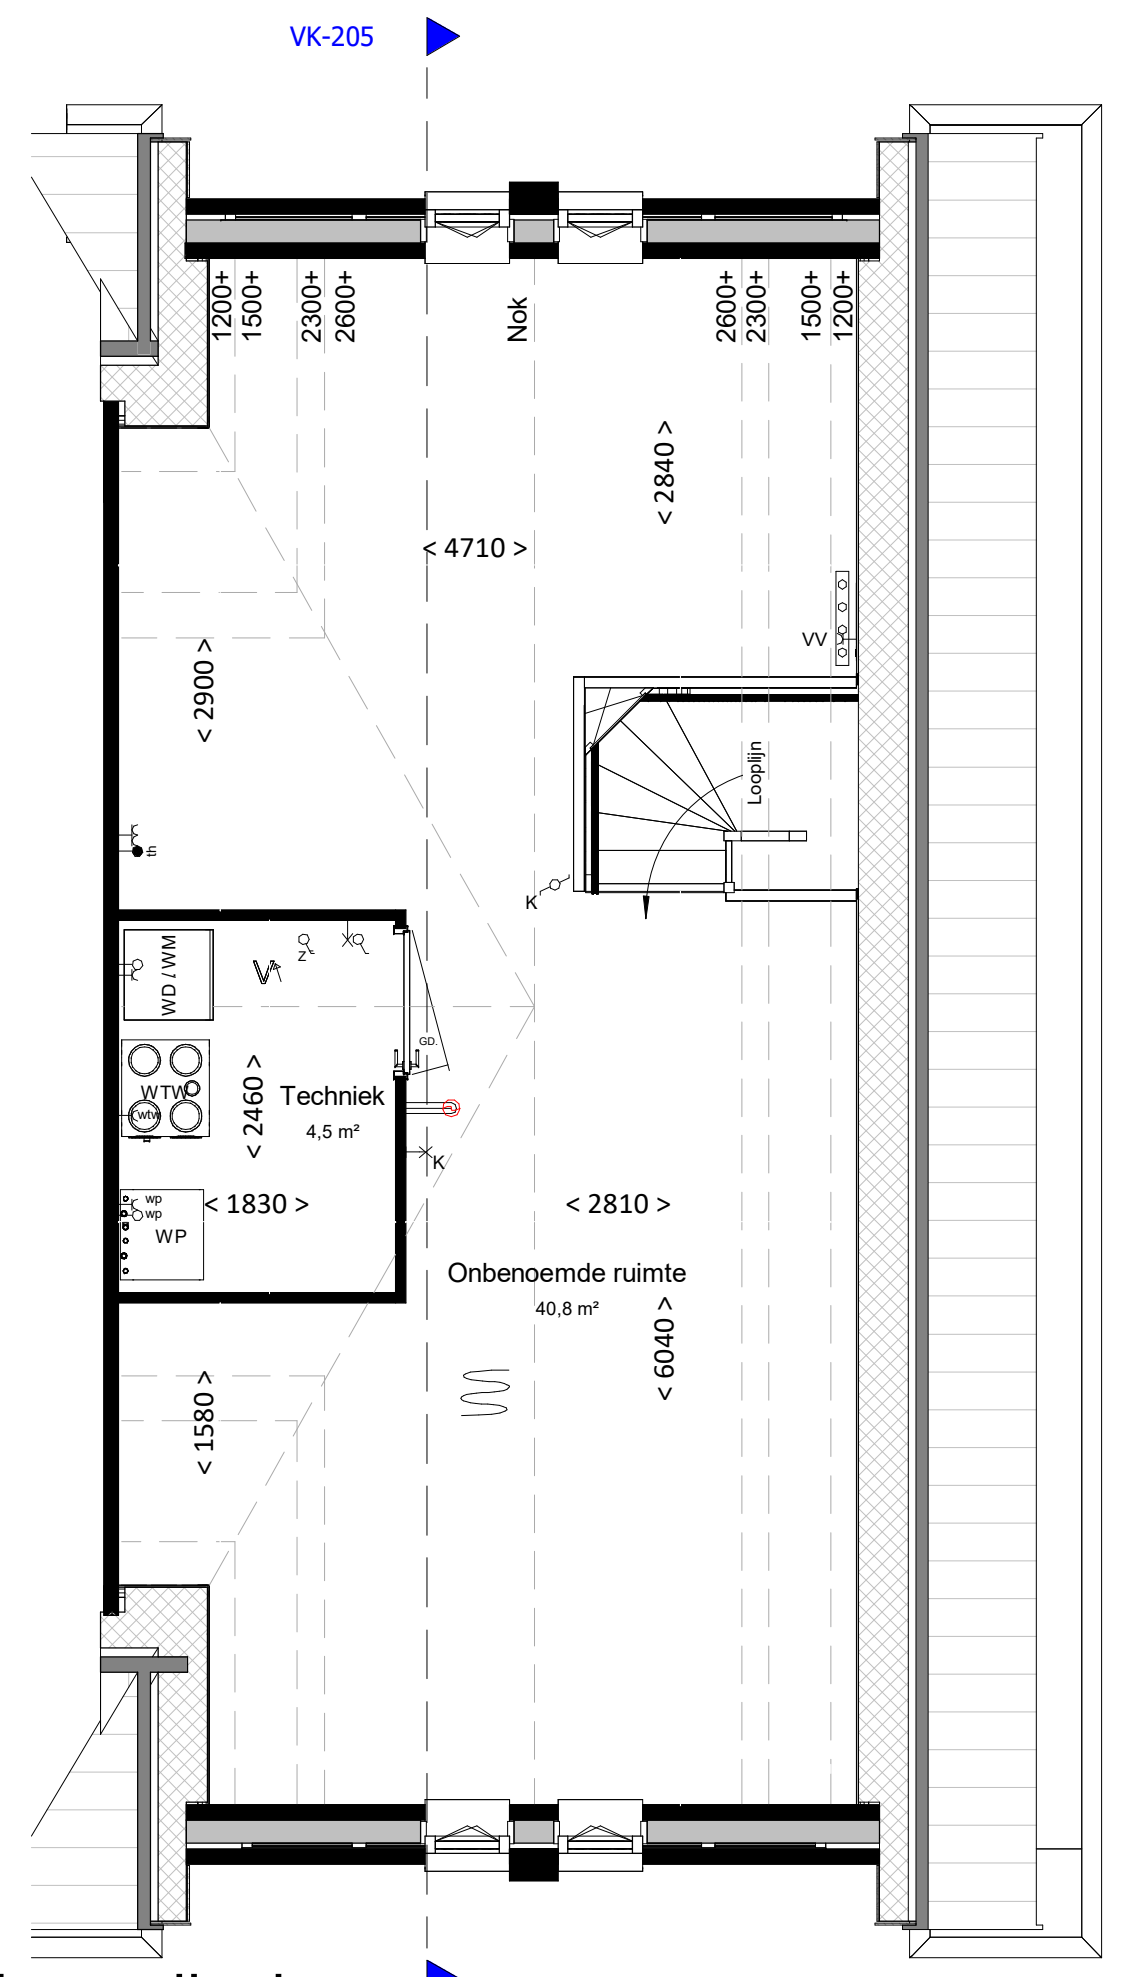 VK-205
1200+
1500+
2300+
2600+
Nok
2600+
2300+
1500+
1200+
< 2840 >
< 4710 >
VV
< 2900 >
Looplijn
th
K
WD / WM
V
Z
GD.
WTW
wtw
< 2460 >
Techniek
4,5 m²
K
wp
wp
WP
< 1830 >
< 2810 >
Onbenoemde ruimte
40,8 m²
< 6040 >
< 1580 >